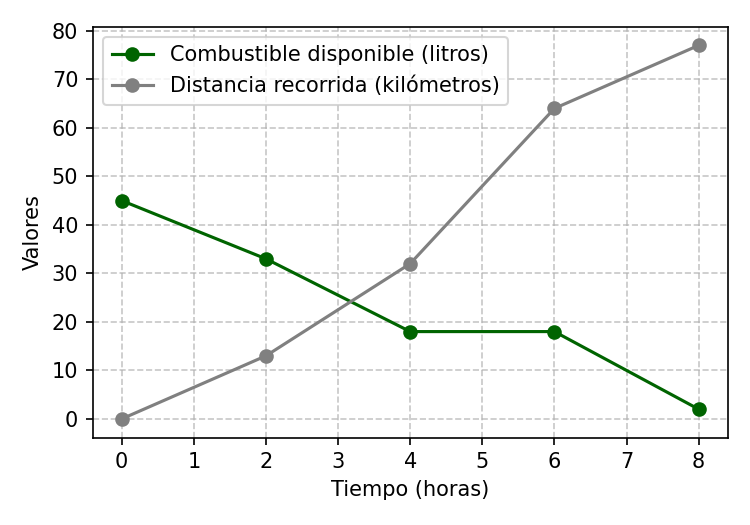 Combustible disponible (litros)
Distancia recorrida (kilómetros)
Valores
80
70
60
50
40
30
20
10
0
0 1 2 3 4 5 6 7 8
Tiempo (horas)